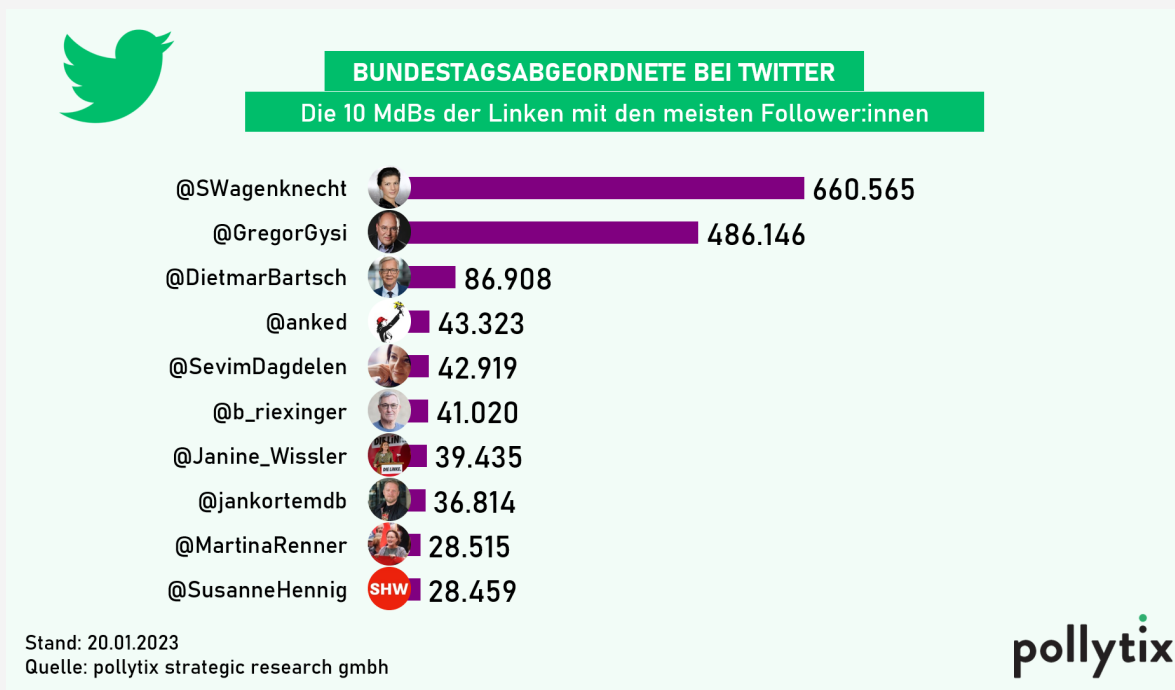 BUNDESTAGSABGEORDNETE BEI TWITTER
Die 10 MdBs der Linken mit den meisten Follower:innen
@SWagenknecht 660.565
@GregorGysi 486.146
@DietmarBartsch 86.908
@anked 43.323
@SevimDagdelen 42.919
@b_riexinger 41.020
@Janine_Wissler DIE LINKE. 39.435
@jankortemdb 36.814
@MartinaRenner 28.515
@SusanneHennig SHW 28.459
Stand: 20.01.2023
Quelle: pollytix strategic research gmbh
pollytix